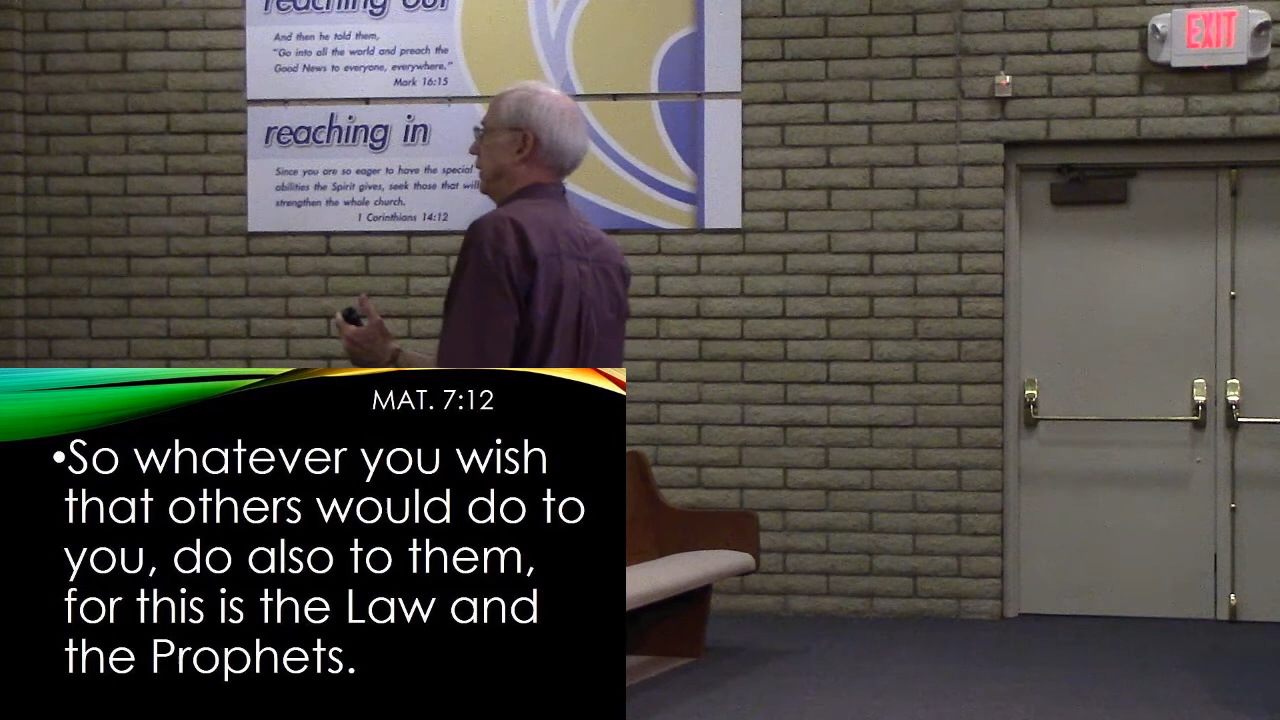 reaching out
And then he told them,
"Go into all the world and preach the
Good News to everyone, everywhere."
Mark 16:15
reaching in
Since you are so eager to have the special
abilities the Spirit gives, seek those that will
strengthen the whole church.
1 Corinthians 14:12
EXIT
MAT. 7:12
•So whatever you wish
that others would do to
you, do also to them,
for this is the Law and
the Prophets.